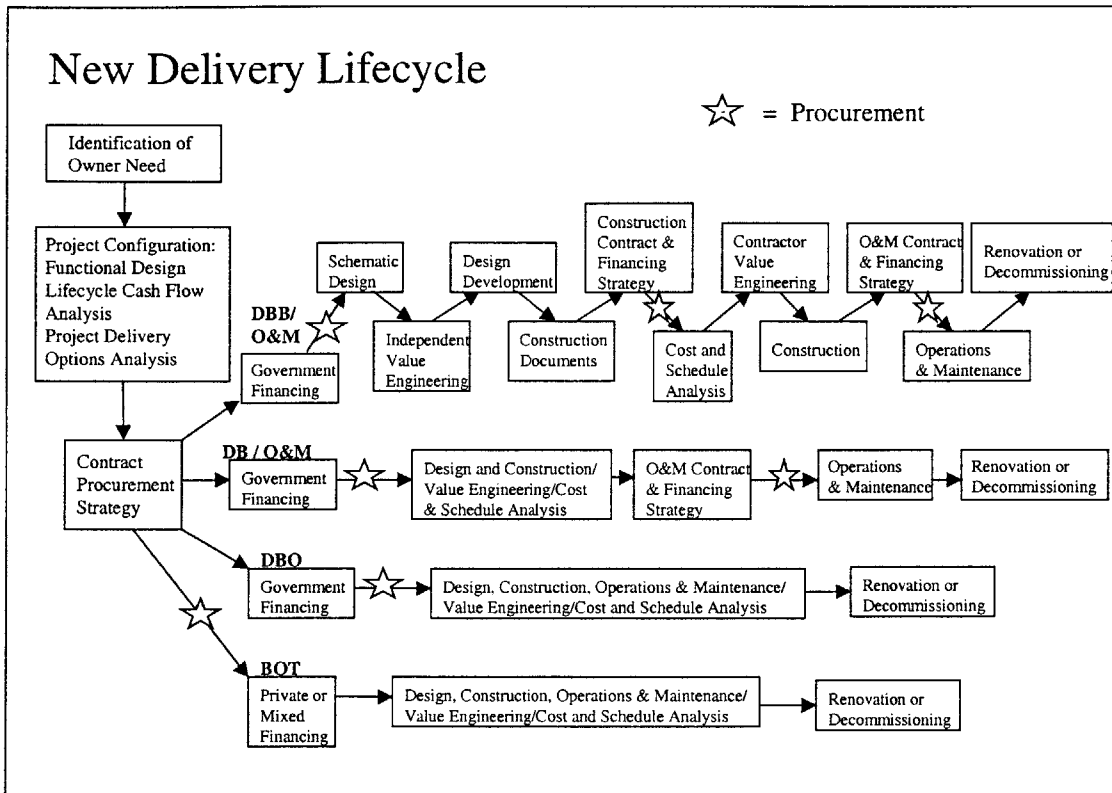 New Delivery Lifecycle
= Procurement
Identification of
Owner Need
Project Configuration:
Functional Design
Lifecycle Cash Flow
Analysis
Project Delivery
Options Analysis
Contract
Procurement
Strategy
DBB/
O&M
Government
Financing
Schematic
Design
Independent
Value
Engineering
Design
Development
Construction
Documents
Construction
Contract &
Financing
Strategy
Cost and
Schedule
Analysis
Contractor
Value
Engineering
Construction
O&M Contract
& Financing
Strategy
Operations
& Maintenance
Renovation or
Decommissioning
DB / O&M
Government
Financing
Design and Construction/
Value Engineering/Cost
& Schedule Analysis
O&M Contract
& Financing
Strategy
Operations
& Maintenance
Renovation or
Decommissioning
DBO
Government
Financing
Design, Construction, Operations & Maintenance/
Value Engineering/Cost and Schedule Analysis
Renovation or
Decommissioning
BOT
Private or
Mixed
Financing
Design, Construction, Operations & Maintenance/
Value Engineering/Cost and Schedule Analysis
Renovation or
Decommissioning